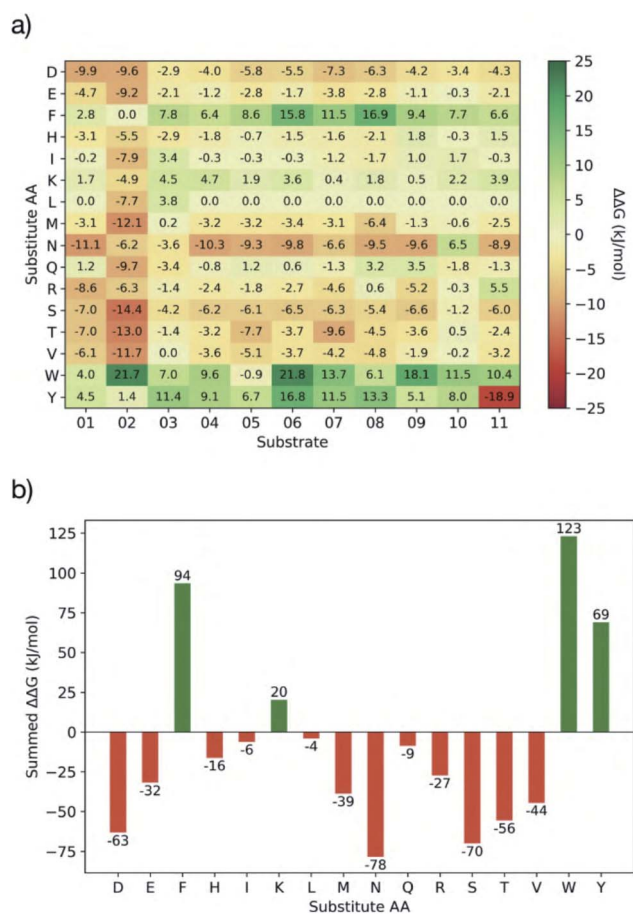 a)
D -9.9 -9.6 -2.9 -4.0 -5.8 -5.5 -7.3 -6.3 -4.2 -3.4 -4.3
E -4.7 -9.2 -2.1 -1.2 -2.8 -1.7 -3.8 -2.8 -1.1 -0.3 -2.1
F 2.8 0.0 7.8 6.4 8.6 15.8 11.5 16.9 9.4 7.7 6.6
H -3.1 -5.5 -2.9 -1.8 -0.7 -1.5 -1.6 -2.1 1.8 -0.3 1.5
I -0.2 -7.9 3.4 -0.3 -0.3 -0.3 -1.2 -1.7 1.0 1.7 -0.3
K 1.7 -4.9 4.5 4.7 1.9 3.6 0.4 1.8 0.5 2.2 3.9
L 0.0 -7.7 3.8 0.0 0.0 0.0 0.0 0.0 0.0 0.0 0.0
M -3.1 -12.1 0.2 -3.2 -3.2 -3.4 -3.1 -6.4 -1.3 -0.6 -2.5
N -11.1 -6.2 -3.6 -10.3 -9.3 -9.8 -6.6 -9.5 -9.6 6.5 -8.9
Q 1.2 -9.7 -3.4 -0.8 1.2 0.6 -1.3 3.2 3.5 -1.8 -1.3
R -8.6 -6.3 -1.4 -2.4 -1.8 -2.7 -4.6 0.6 -5.2 -0.3 5.5
S -7.0 -14.4 -4.2 -6.2 -6.1 -6.5 -6.3 -5.4 -6.6 -1.2 -6.0
T -7.0 -13.0 -1.4 -3.2 -7.7 -3.7 -9.6 -4.5 -3.6 0.5 -2.4
V -6.1 -11.7 0.0 -3.6 -5.1 -3.7 -4.2 -4.8 -1.9 -0.2 -3.2
W 4.0 21.7 7.0 9.6 -0.9 21.8 13.7 6.1 18.1 11.5 10.4
Y 4.5 1.4 11.4 9.1 6.7 16.8 11.5 13.3 5.1 8.0 -18.9
01 02 03 04 05 06 07 08 09 10 11
Substrate
Substitute AA
25
20
15
10
5
0
−5
−10
−15
−20
−25
ΔΔG (kJ/mol)
b)
125
100
75
50
25
0
−25
−50
−75
Summed ΔΔG (kJ/mol)
-63
-32
94
-16
-6
20
-4
-39
-78
-9
-27
-70
-56
-44
123
69
D E F H I K L M N Q R S T V W Y
Substitute AA